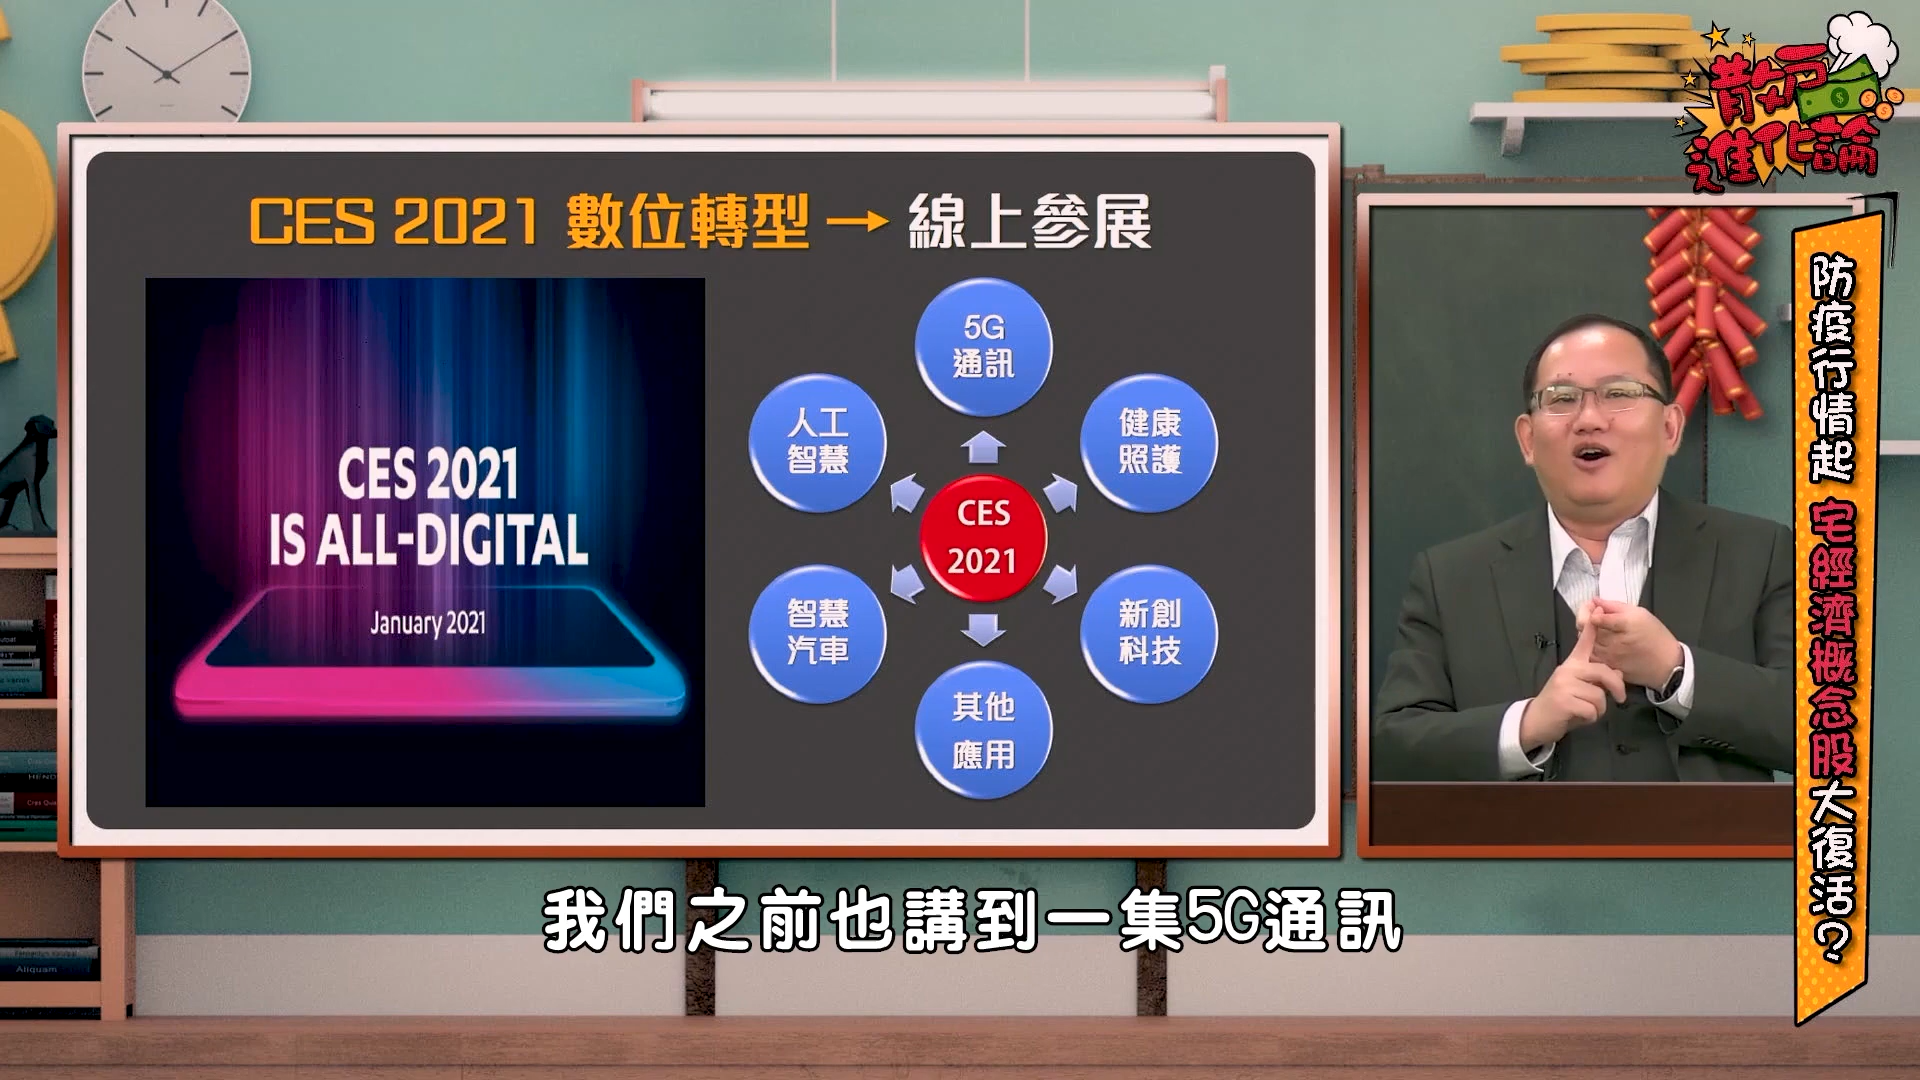 散戶
進化論
CES 2021 數位轉型 → 線上參展
CES 2021
IS ALL-DIGITAL
January 2021
5G
通訊
人工
智慧
健康
照護
CES
2021
智慧
汽車
新創
科技
其他
應用
防疫行情起 宅經濟概念股大復活?
我們之前也講到一集5G通訊
Aliquam